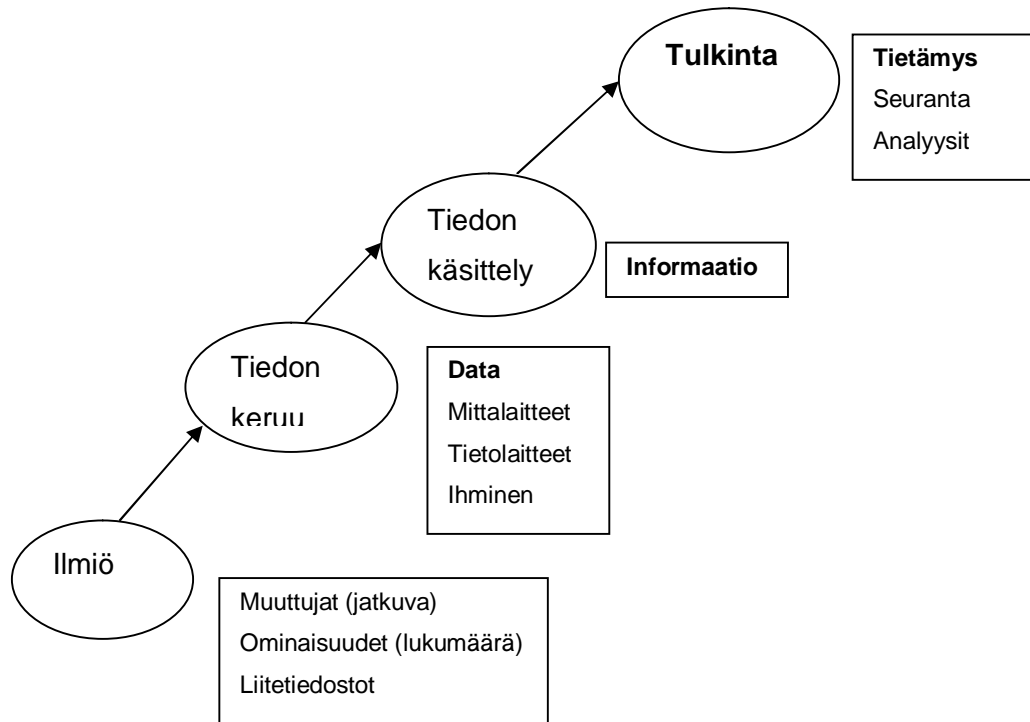 Tulkinta
Tietämys
Seuranta
Analyysit
Tiedon
käsittely
Informaatio
Tiedon
keruu
Data
Mittalaitteet
Tietolaitteet
Ihminen
Ilmiö
Muuttujat (jatkuva)
Ominaisuudet (lukumäärä)
Liitetiedostot